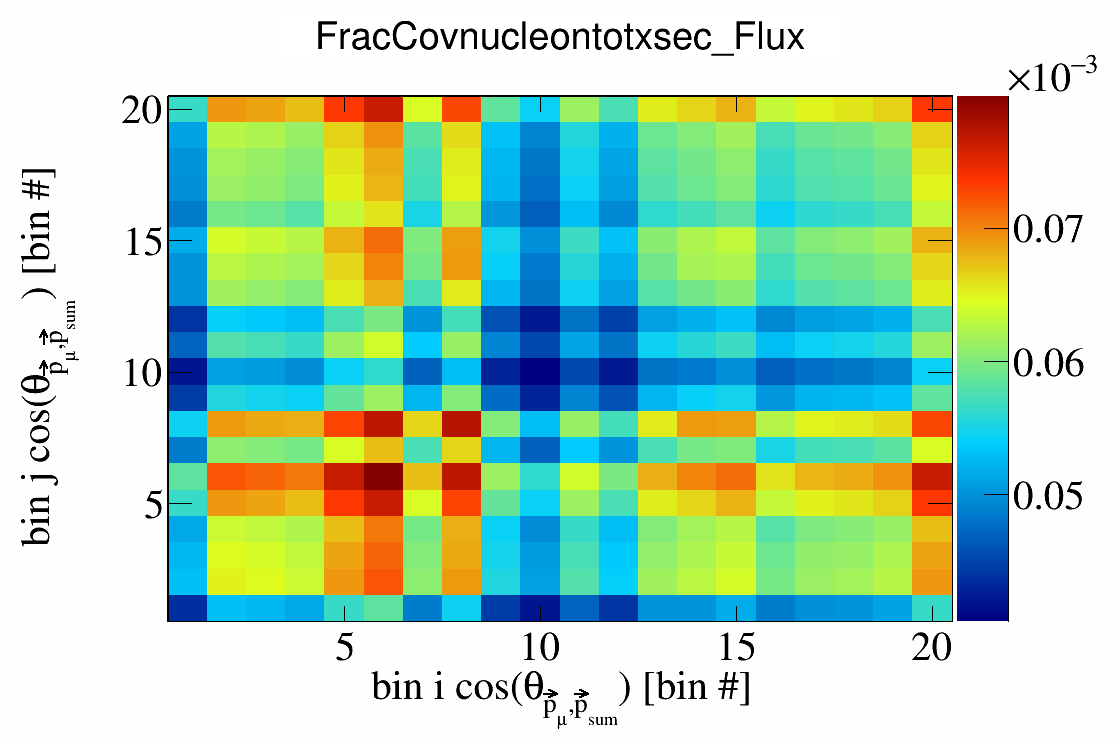 FracCovnucleontotxsec_Flux
×10⁻³
20
15
10
5
0.07
0.06
0.05
5 10 15 20
bin j cos(θ_{p⃗_μ,p⃗_sum}) [bin #]
bin i cos(θ_{p⃗_μ,p⃗_sum}) [bin #]